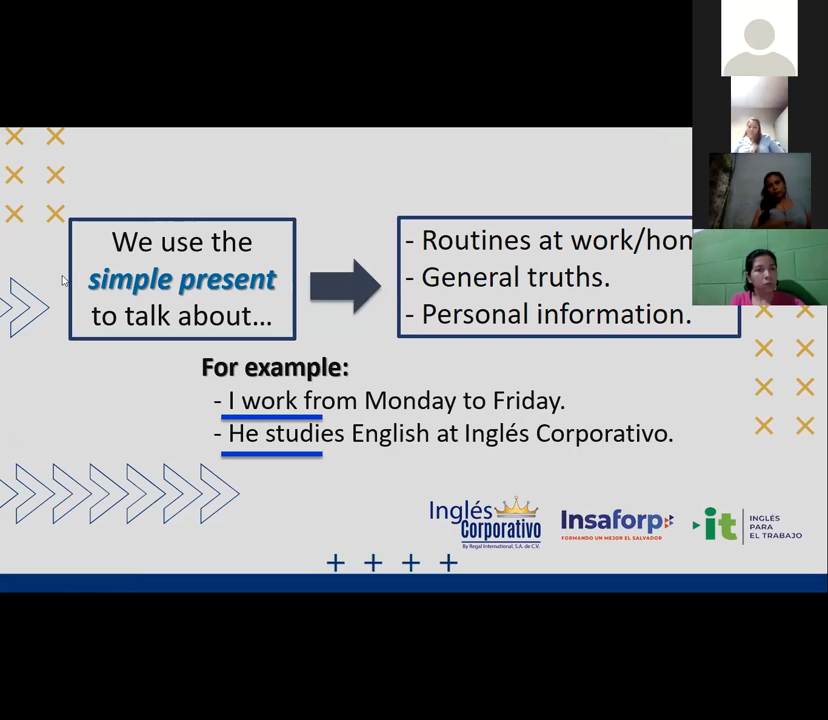 We use the
simple present
to talk about...
- Routines at work/hom
- General truths.
- Personal information.
For example:
- I work from Monday to Friday.
- He studies English at Inglés Corporativo.
Inglés
Corporativo
By Regal International, S.A. de C.V.
Insaforp
FORMANDO UN MEJOR EL SALVADOR
it
INGLÉS
PARA
EL TRABAJO